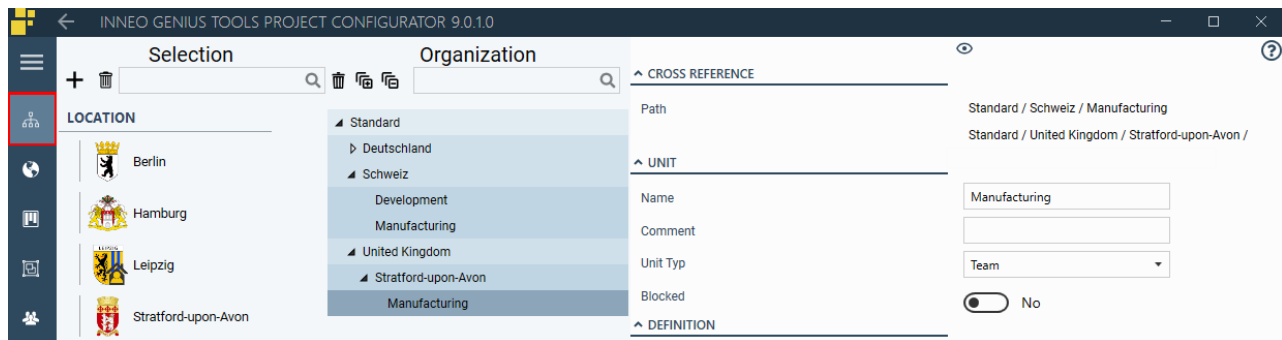 INNEO GENIUS TOOLS PROJECT CONFIGURATOR 9.0.1.0
Selection
Organization
LOCATION
Berlin
Hamburg
Leipzig
Stratford-upon-Avon
Standard
Deutschland
Schweiz
Development
Manufacturing
United Kingdom
Stratford-upon-Avon
Manufacturing
CROSS REFERENCE
Path
Standard / Schweiz / Manufacturing
Standard / United Kingdom / Stratford-upon-Avon /
UNIT
Name
Manufacturing
Comment
Unit Typ
Team
Blocked
No
DEFINITION